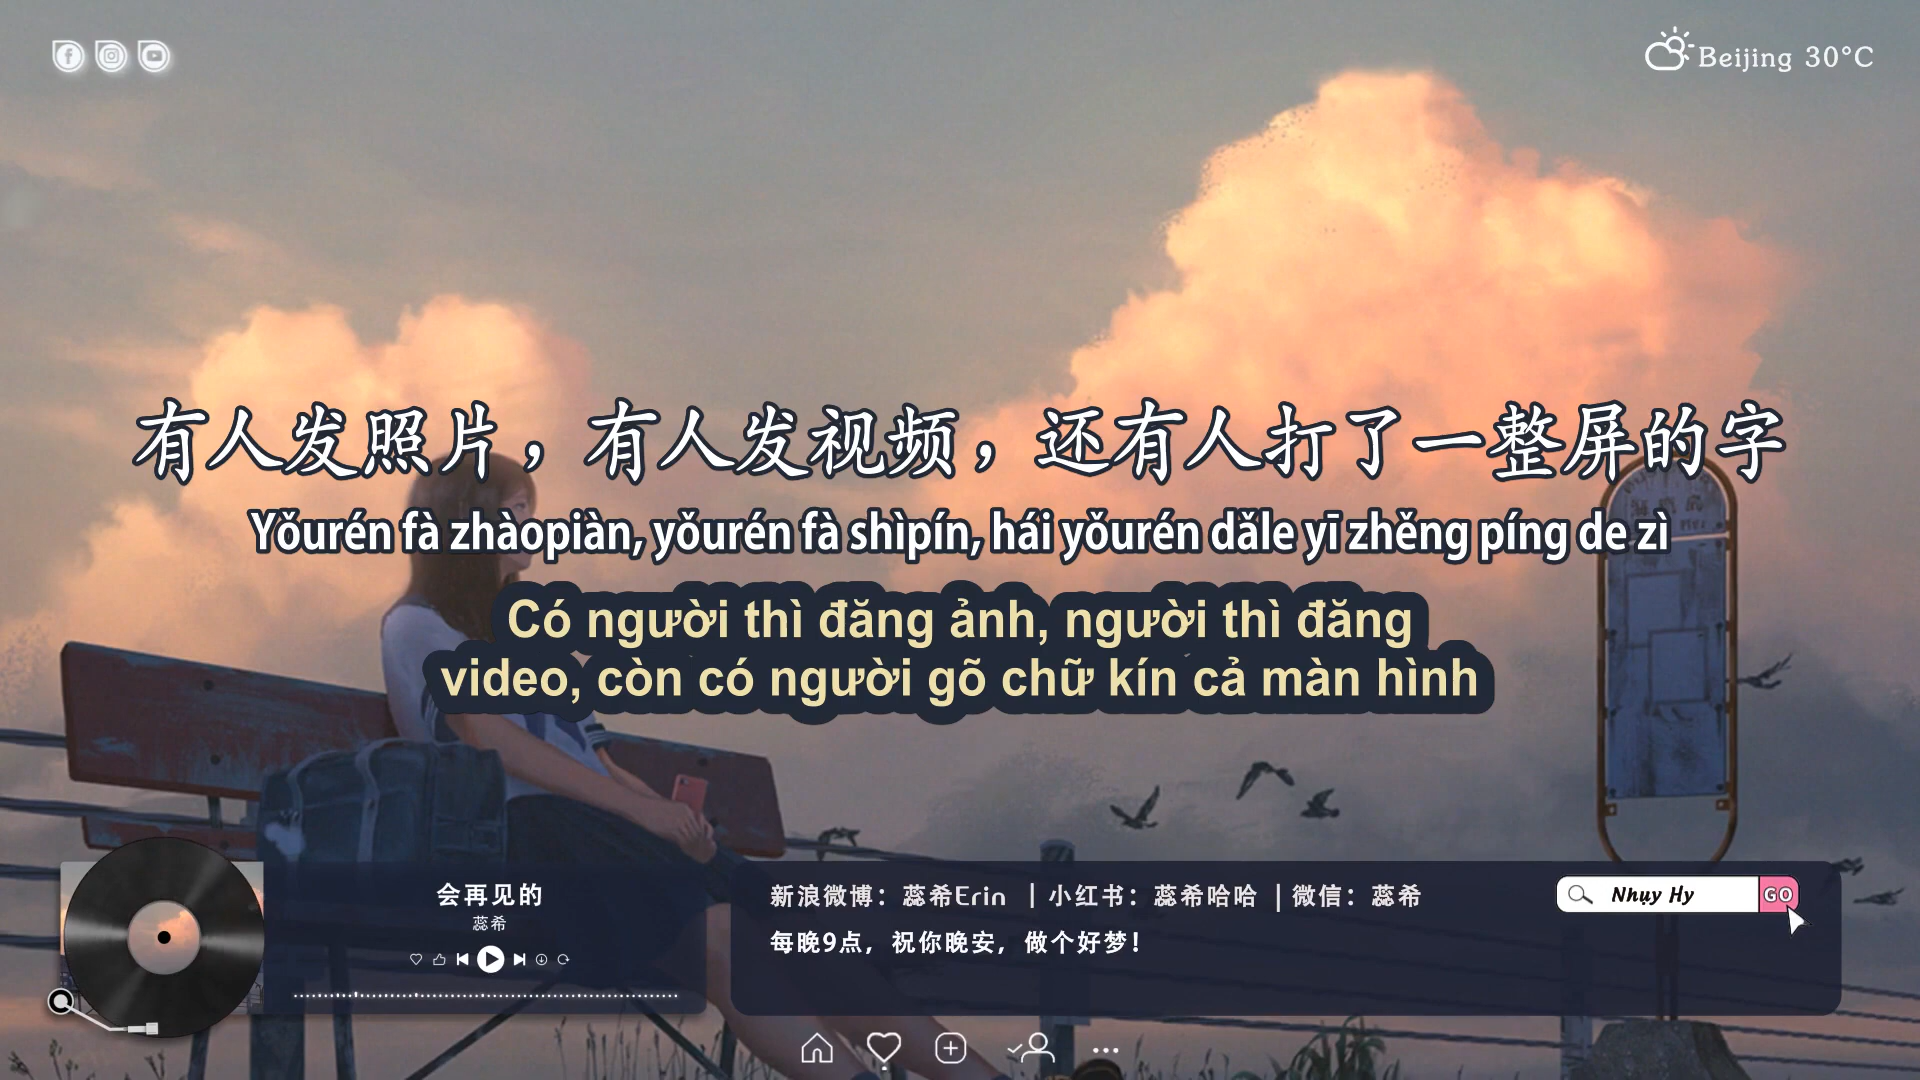 Beijing 30°C
有人发照片，有人发视频，还有人打了一整屏的字
Yǒurén fà zhàopiàn, yǒurén fà shìpín, hái yǒurén dǎle yī zhěng píng de zì
Có người thì đăng ảnh, người thì đăng
video, còn có người gõ chữ kín cả màn hình
会再见的
蕊希
新浪微博：蕊希Erin ｜小红书：蕊希哈哈 ｜微信：蕊希
每晚9点，祝你晚安，做个好梦！
Nhụy Hy
GO